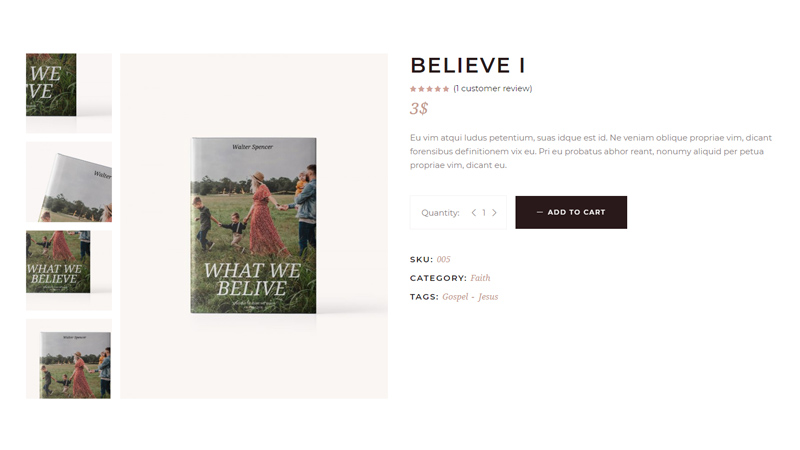 WE
VE
Walter
WHAT WE
BELIEVE
Walter Spencer
Walter Spencer
WHAT WE
BELIVE
BELIEVE I
(1 customer review)
3$
Eu vim atqui ludus petentium, suas idque est id. Ne veniam oblique propriae vim, dicant
forensibus definitionem vix eu. Pri eu probatus abhor reant, nonumy aliquid per petua
propriae vim, dicant eu.
Quantity: < 1 >
— ADD TO CART
SKU: 005
CATEGORY: Faith
TAGS: Gospel - Jesus